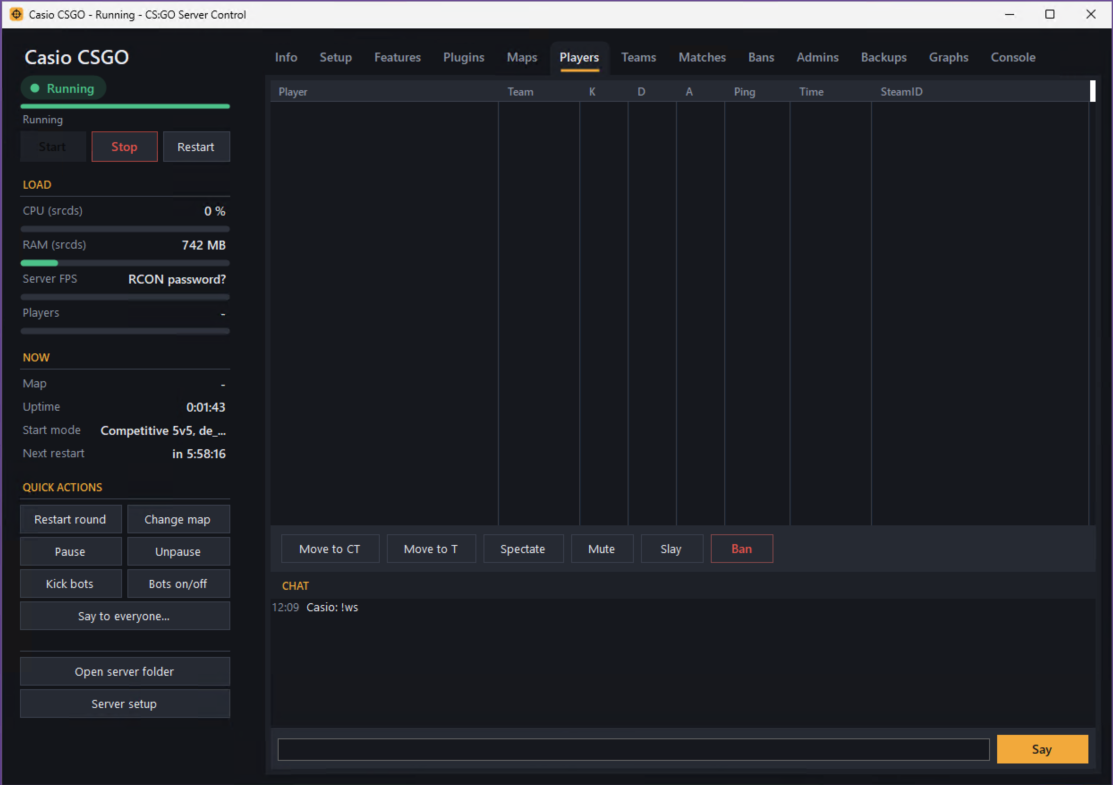 Casio CSGO - Running - CS:GO Server Control
Casio CSGO
Running
Running
Start Stop Restart
LOAD
CPU (srcds) 0 %
RAM (srcds) 742 MB
Server FPS RCON password?
Players -
NOW
Map -
Uptime 0:01:43
Start mode Competitive 5v5, de_...
Next restart in 5:58:16
QUICK ACTIONS
Restart round Change map
Pause Unpause
Kick bots Bots on/off
Say to everyone...
Open server folder
Server setup
Info Setup Features Plugins Maps Players Teams Matches Bans Admins Backups Graphs Console
Player Team K D A Ping Time SteamID
Move to CT Move to T Spectate Mute Slay Ban
CHAT
12:09 Casio: !ws
Say